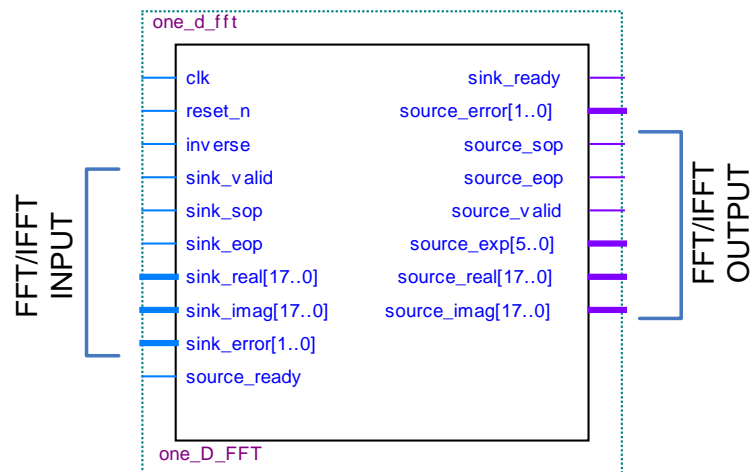 one_d_fft
clk
reset_n
inverse
sink_valid
sink_sop
sink_eop
sink_real[17..0]
sink_imag[17..0]
sink_error[1..0]
source_ready
sink_ready
source_error[1..0]
source_sop
source_eop
source_valid
source_exp[5..0]
source_real[17..0]
source_imag[17..0]
one_D_FFT
FFT/IFFT
INPUT
FFT/IFFT
OUTPUT